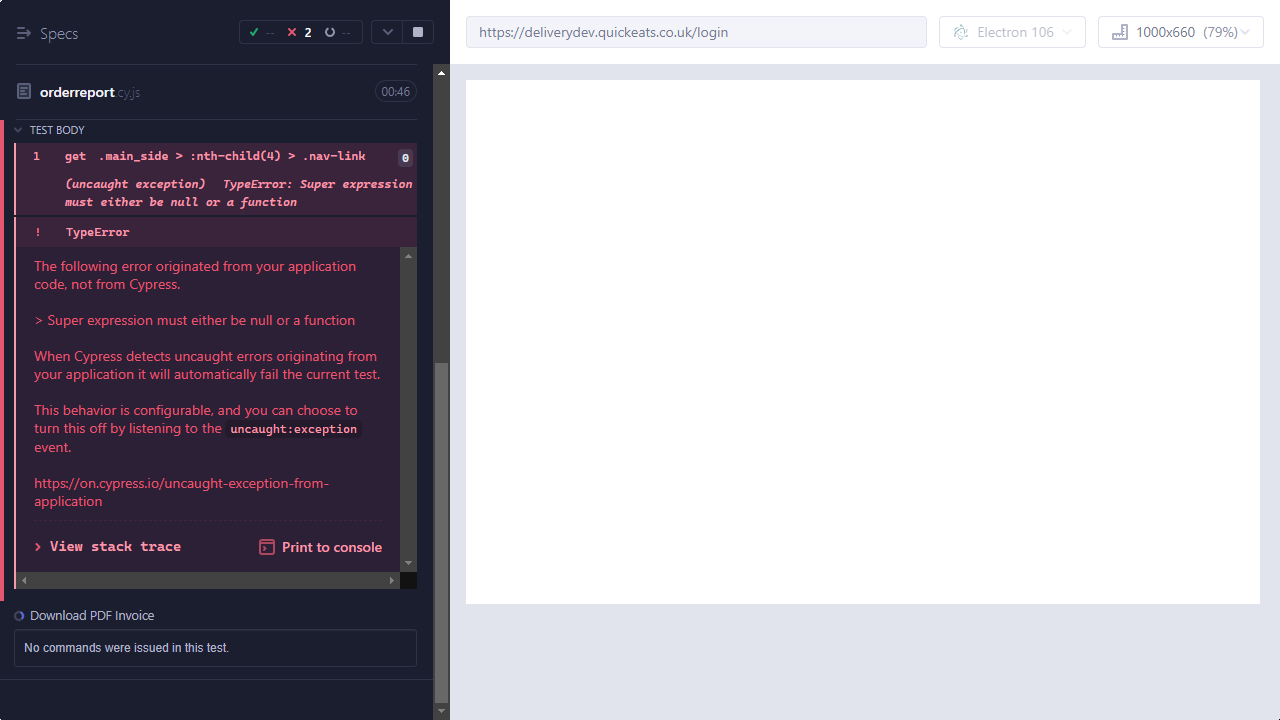 Specs
-- 2 --
https://deliverydev.quickeats.co.uk/login
Electron 106
1000x660 (79%)
orderreport.cy.js
00:46
TEST BODY
1 get .main_side > :nth-child(4) > .nav-link 0
(uncaught exception) TypeError: Super expression
must either be null or a function
! TypeError
The following error originated from your application
code, not from Cypress.
> Super expression must either be null or a function
When Cypress detects uncaught errors originating from
your application it will automatically fail the current test.
This behavior is configurable, and you can choose to
turn this off by listening to the uncaught:exception
event.
https://on.cypress.io/uncaught-exception-from-
application
View stack trace
Print to console
Download PDF Invoice
No commands were issued in this test.